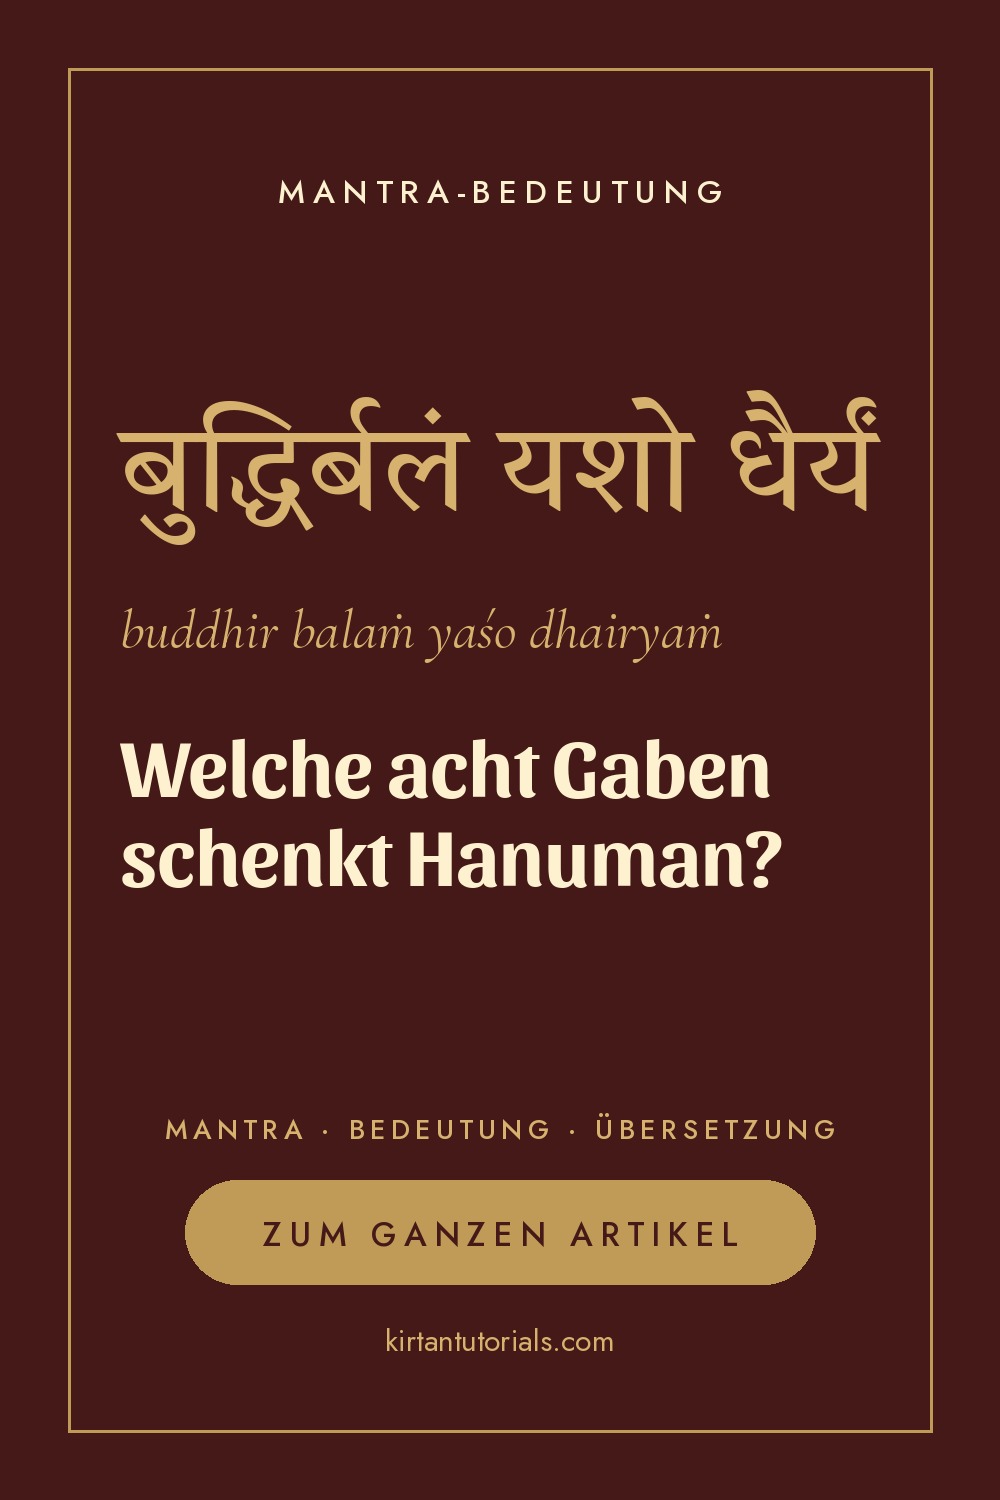 MANTRA-BEDEUTUNG
बुद्धिर्बलं यशो धैर्यं
buddhir balaṁ yaśo dhairyaṁ
Welche acht Gaben
schenkt Hanuman?
MANTRA · BEDEUTUNG · ÜBERSETZUNG
ZUM GANZEN ARTIKEL
kirtantutorials.com